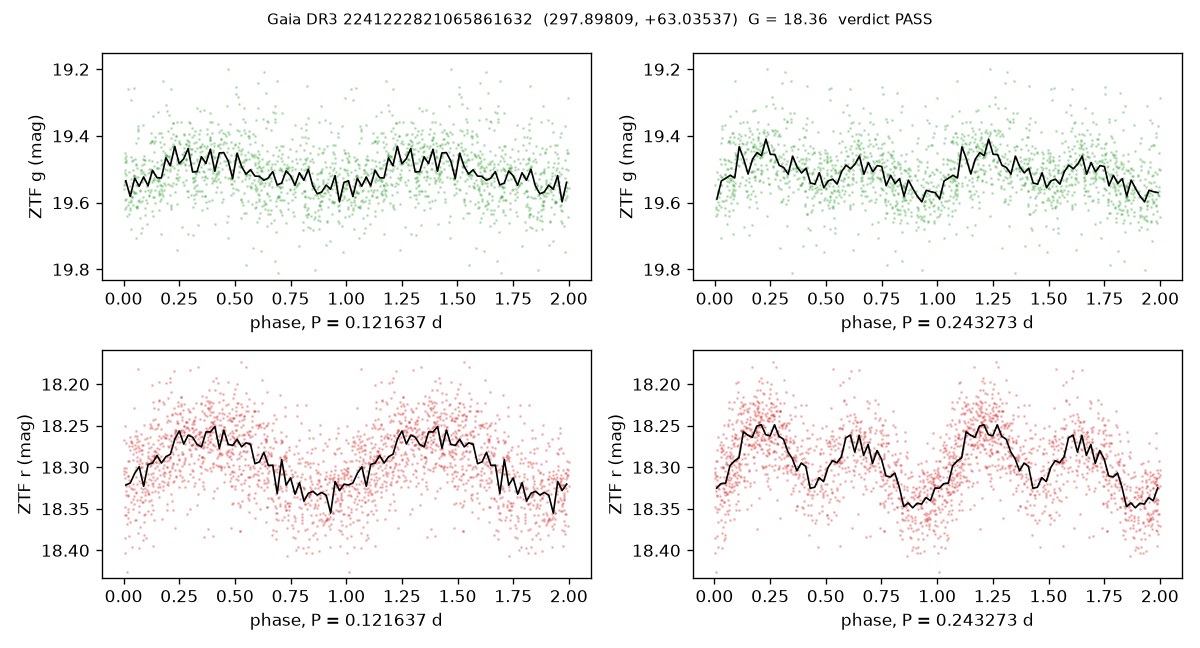 Gaia DR3 2241222821065861632 (297.89809, +63.03537) G = 18.36 verdict PASS
ZTF g (mag)
19.2
19.4
19.6
19.8
0.00 0.25 0.50 0.75 1.00 1.25 1.50 1.75 2.00
phase, P = 0.121637 d
ZTF g (mag)
19.2
19.4
19.6
19.8
0.00 0.25 0.50 0.75 1.00 1.25 1.50 1.75 2.00
phase, P = 0.243273 d
ZTF r (mag)
18.20
18.25
18.30
18.35
18.40
0.00 0.25 0.50 0.75 1.00 1.25 1.50 1.75 2.00
phase, P = 0.121637 d
ZTF r (mag)
18.20
18.25
18.30
18.35
18.40
0.00 0.25 0.50 0.75 1.00 1.25 1.50 1.75 2.00
phase, P = 0.243273 d